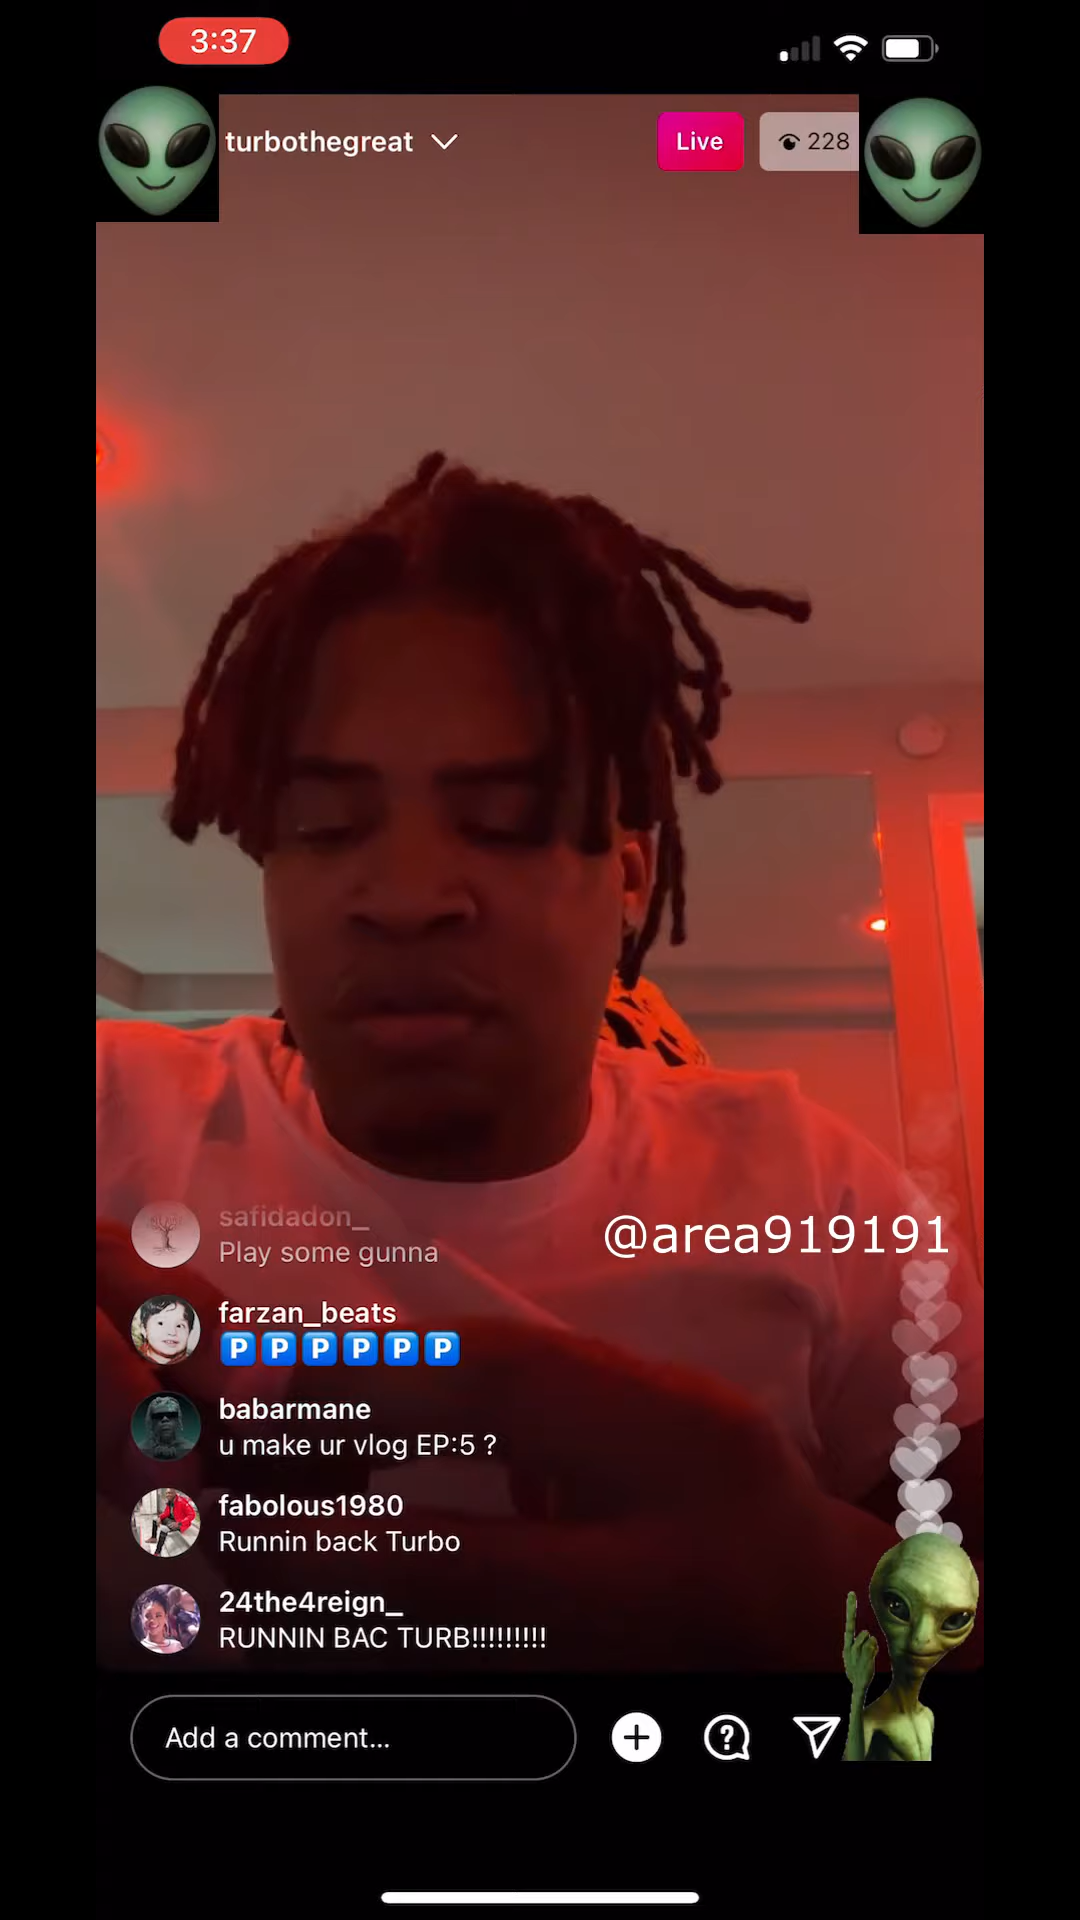 3:37
turbothegreat
Live
228
safidadon_
Play some gunna
@area919191
farzan_beats
🅿️🅿️🅿️🅿️🅿️🅿️
babarmane
u make ur vlog EP:5 ?
fabolous1980
Runnin back Turbo
24the4reign_
RUNNIN BAC TURB!!!!!!!!!
Add a comment...